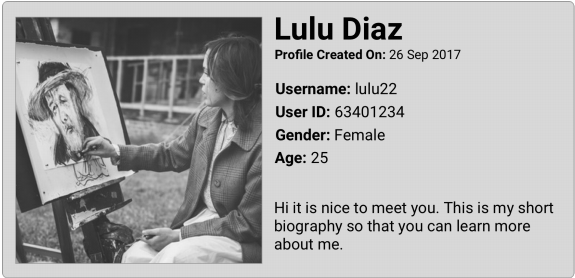 Lulu Diaz
Profile Created On: 26 Sep 2017
Username: lulu22
User ID: 63401234
Gender: Female
Age: 25
Hi it is nice to meet you. This is my short
biography so that you can learn more
about me.